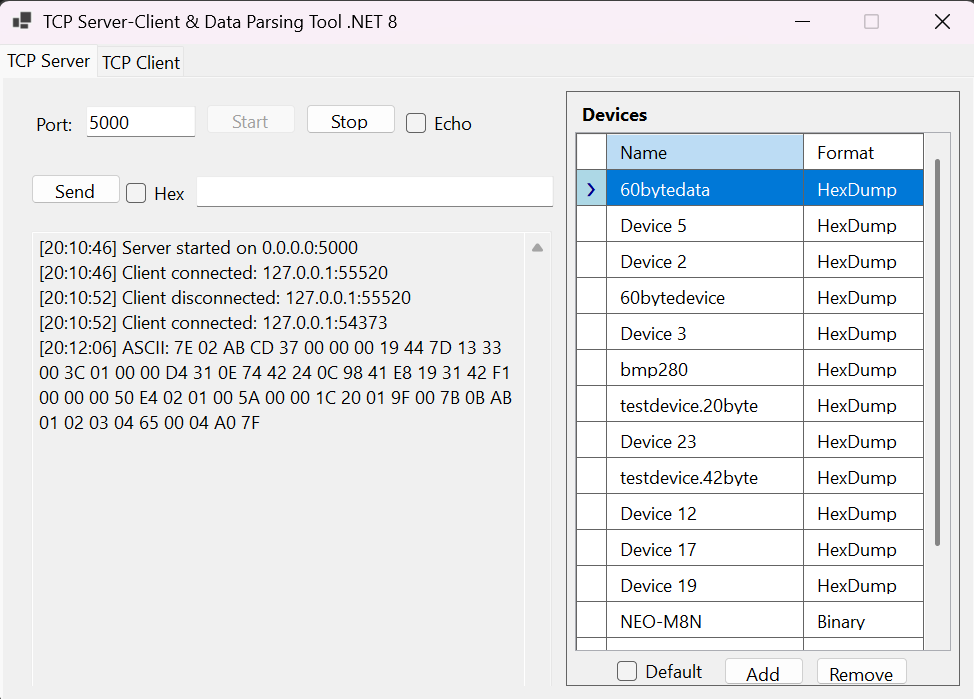 TCP Server-Client & Data Parsing Tool .NET 8
TCP Server TCP Client
Port: 5000 Start Stop Echo
Send Hex
[20:10:46] Server started on 0.0.0.0:5000
[20:10:46] Client connected: 127.0.0.1:55520
[20:10:52] Client disconnected: 127.0.0.1:55520
[20:10:52] Client connected: 127.0.0.1:54373
[20:12:06] ASCII: 7E 02 AB CD 37 00 00 00 19 44 7D 13 33
00 3C 01 00 00 D4 31 0E 74 42 24 0C 98 41 E8 19 31 42 F1
00 00 00 50 E4 02 01 00 5A 00 00 1C 20 01 9F 00 7B 0B AB
01 02 03 04 65 00 04 A0 7F
Devices
Name Format
60bytedata HexDump
Device 5 HexDump
Device 2 HexDump
60bytedevice HexDump
Device 3 HexDump
bmp280 HexDump
testdevice.20byte HexDump
Device 23 HexDump
testdevice.42byte HexDump
Device 12 HexDump
Device 17 HexDump
Device 19 HexDump
NEO-M8N Binary
Default Add Remove